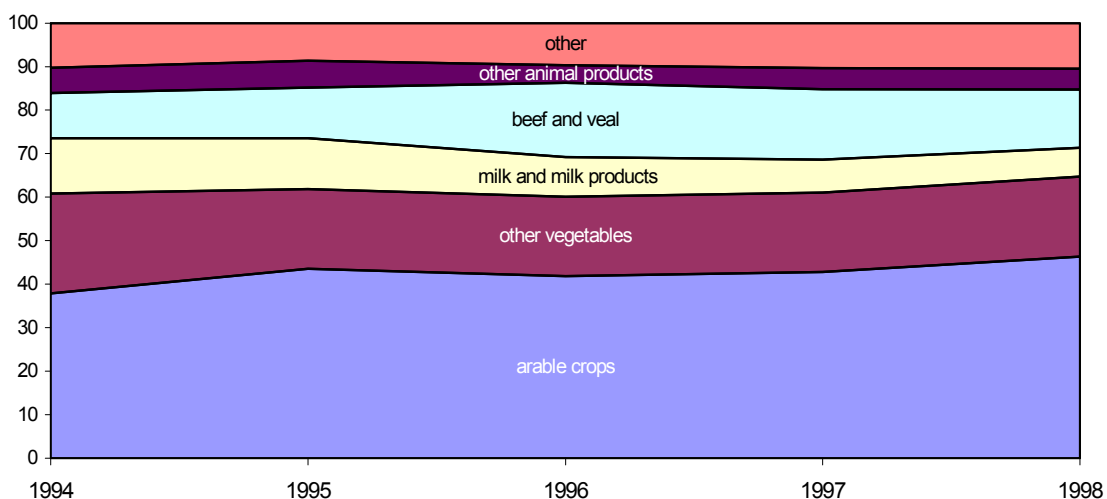 100
90
80
70
60
50
40
30
20
10
0
other
other animal products
beef and veal
milk and milk products
other vegetables
arable crops
1994 1995 1996 1997 1998